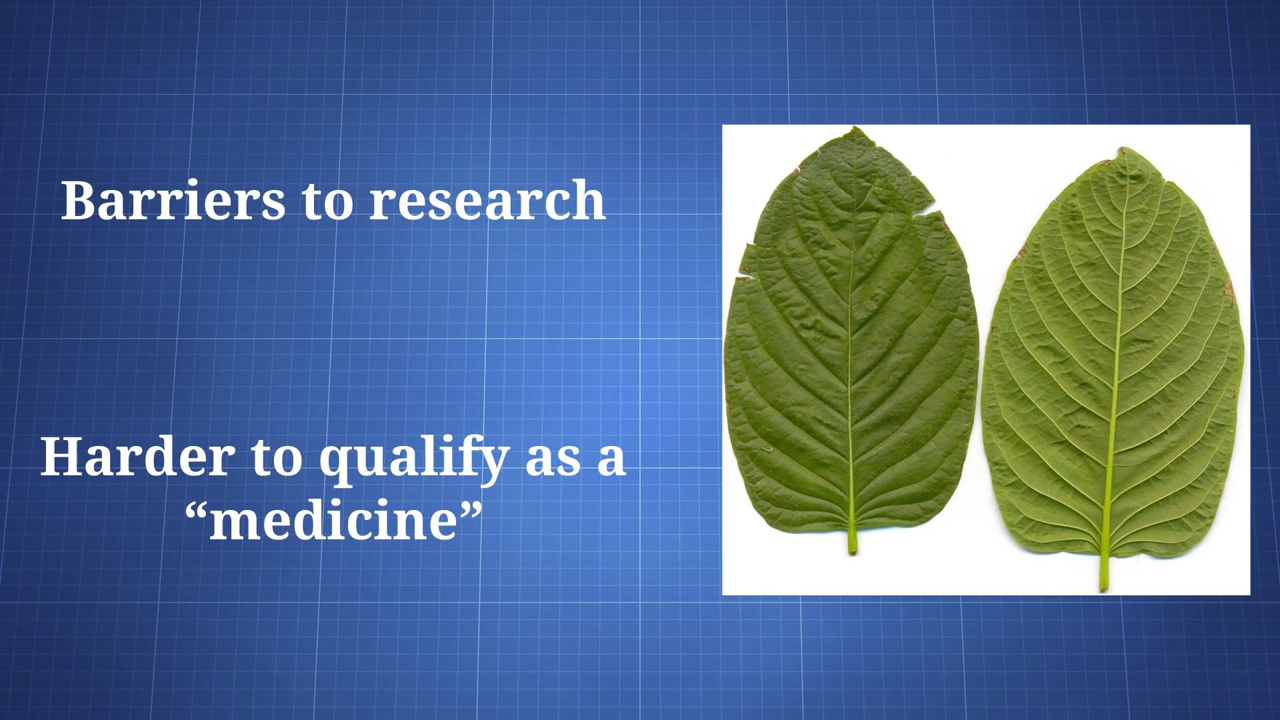 Barriers to research
Harder to qualify as a
“medicine”